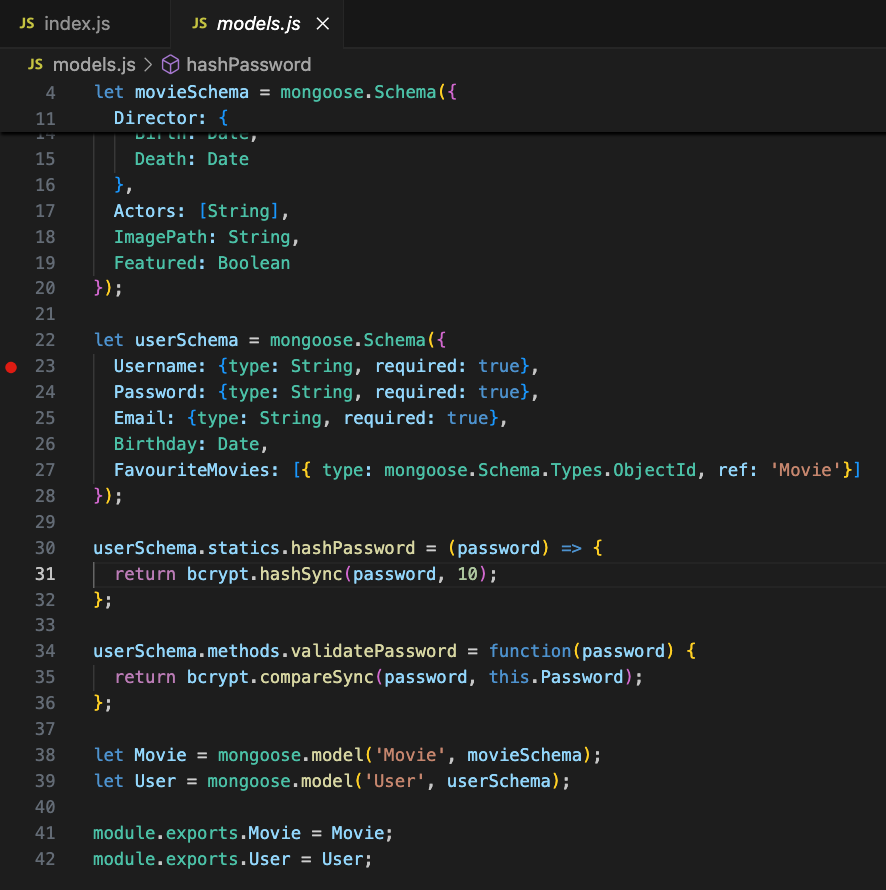 JS index.js JS models.js ×
JS models.js > hashPassword
4 let movieSchema = mongoose.Schema({
11 Director: {
14 Birth: Date,
15 Death: Date
16 },
17 Actors: [String],
18 ImagePath: String,
19 Featured: Boolean
20 });
21
22 let userSchema = mongoose.Schema({
23 Username: {type: String, required: true},
24 Password: {type: String, required: true},
25 Email: {type: String, required: true},
26 Birthday: Date,
27 FavouriteMovies: [{ type: mongoose.Schema.Types.ObjectId, ref: 'Movie'}]
28 });
29
30 userSchema.statics.hashPassword = (password) => {
31 return bcrypt.hashSync(password, 10);
32 };
33
34 userSchema.methods.validatePassword = function(password) {
35 return bcrypt.compareSync(password, this.Password);
36 };
37
38 let Movie = mongoose.model('Movie', movieSchema);
39 let User = mongoose.model('User', userSchema);
40
41 module.exports.Movie = Movie;
42 module.exports.User = User;